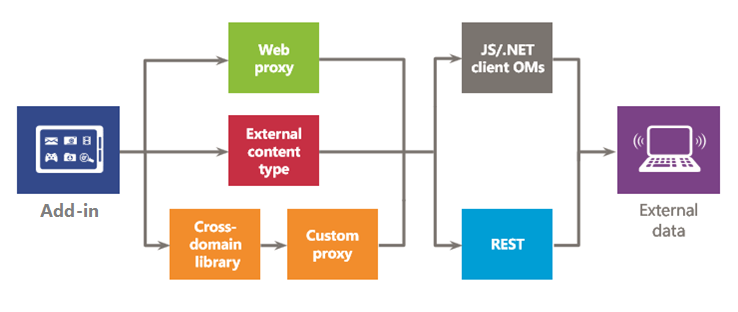 Web
proxy
JS/.NET
client OMs
External
content
type
Add-in
External
data
Cross-
domain
library
Custom
proxy
REST